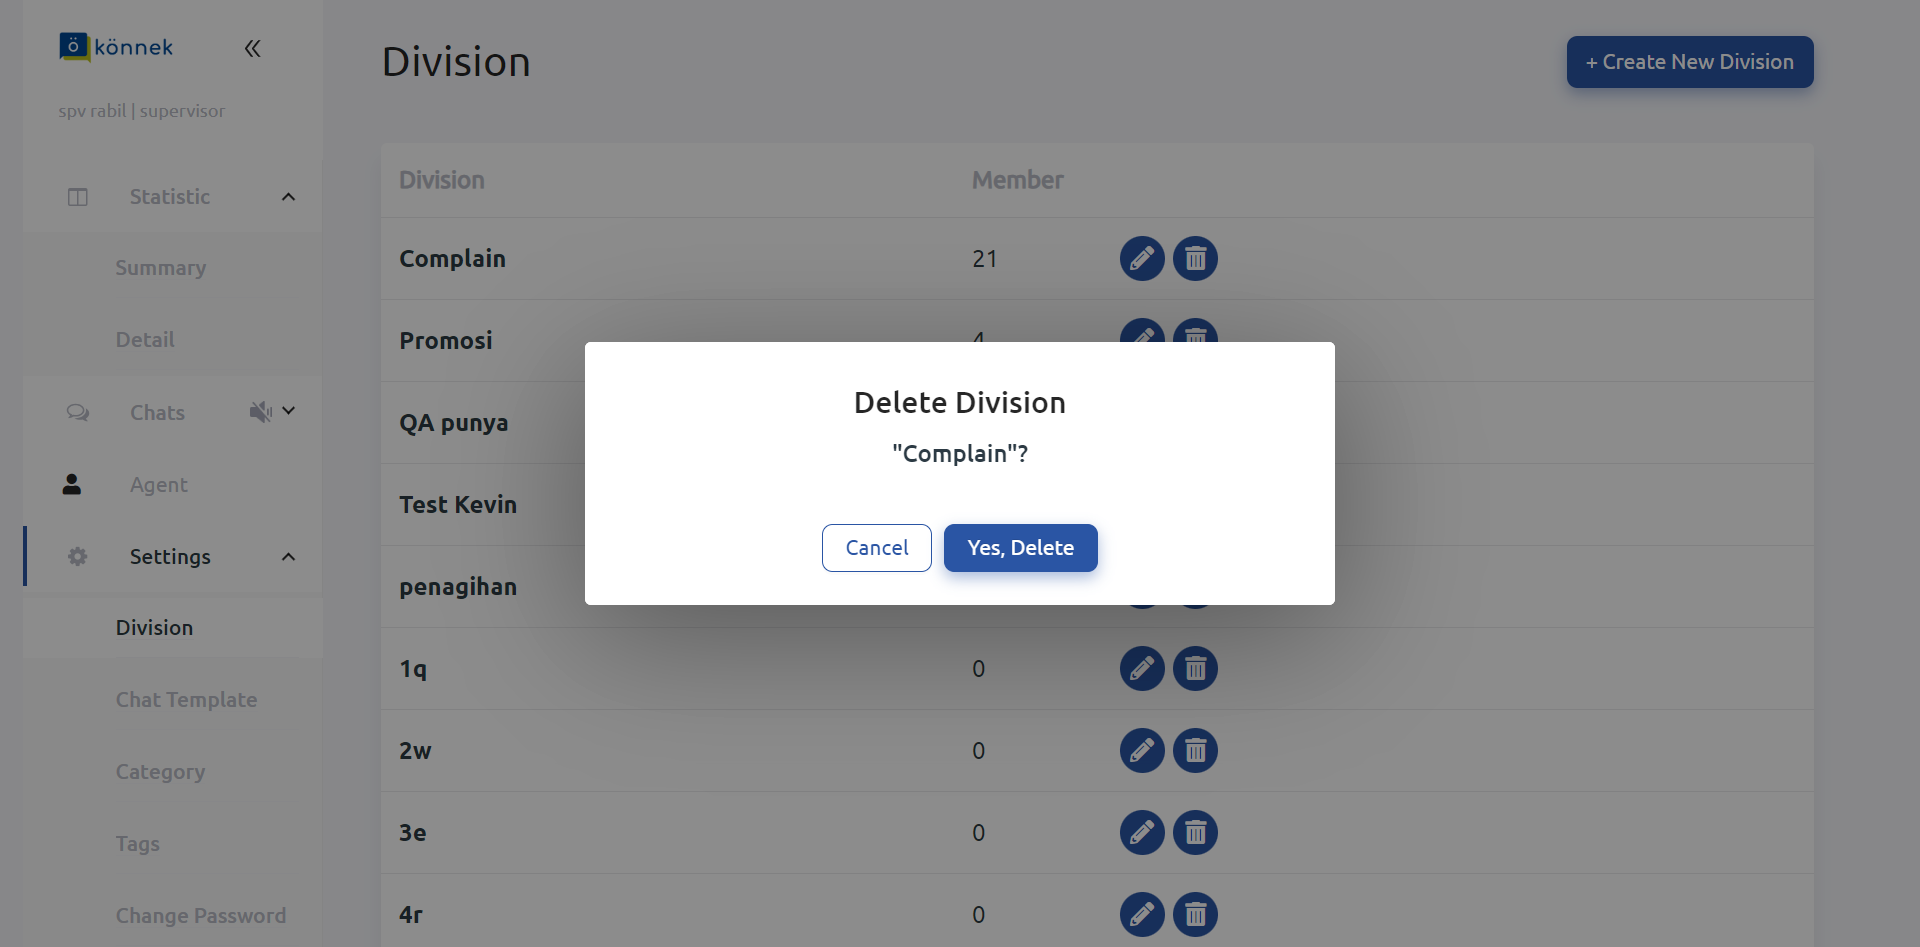 könnek
spv rabil | supervisor
Statistic
Summary
Detail
Chats
Agent
Settings
Division
Chat Template
Category
Tags
Change Password
Division
+ Create New Division
Division Member
Complain 21
Promosi 4
QA punya
Test Kevin
penagihan
1q 0
2w 0
3e 0
4r 0
Delete Division
"Complain"?
Cancel Yes, Delete